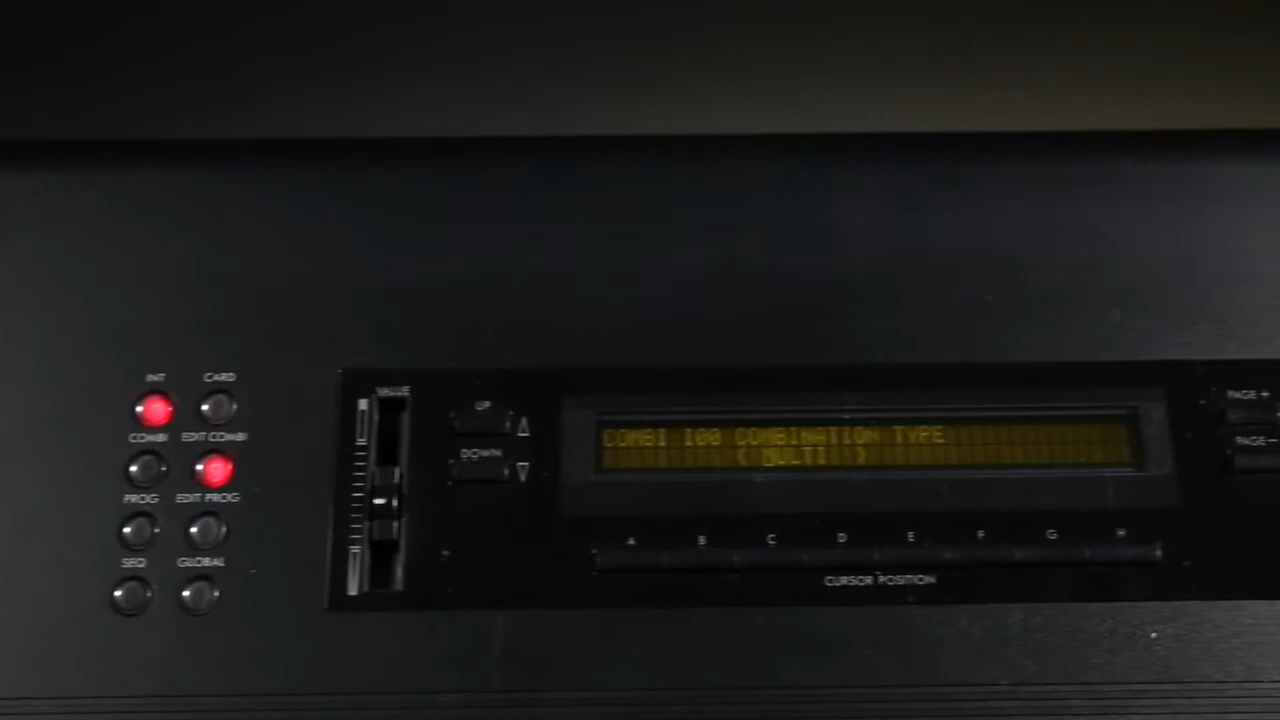 INT CARD
COMBI EDIT COMBI
PROG EDIT PROG
SEQ GLOBAL
VALUE
UP
DOWN
COMBI I00 COMBINATION TYPE
( MULTI )
A B C D E F G H
CURSOR POSITION
PAGE+
PAGE-